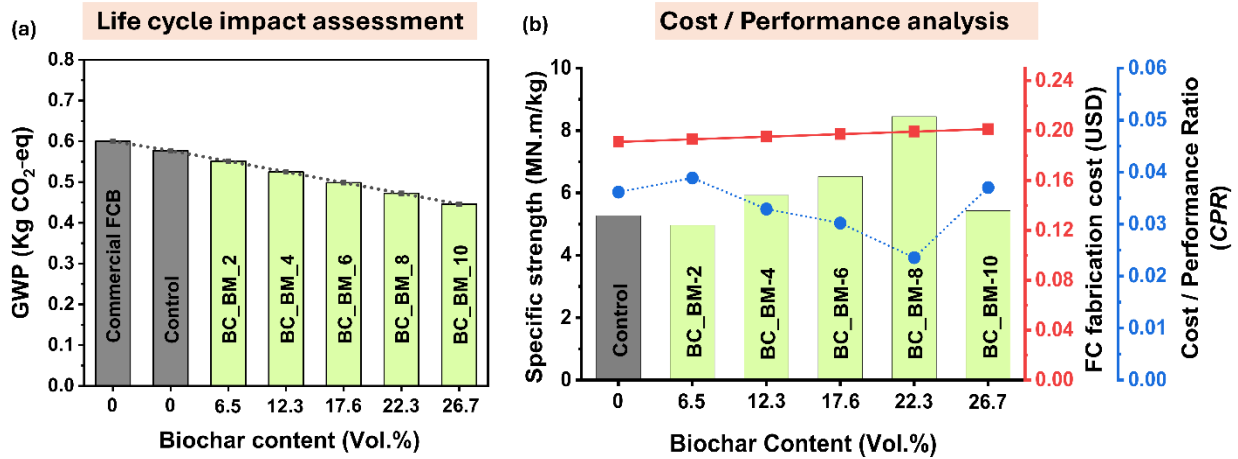 (a)
Life cycle impact assessment
GWP (Kg CO₂-eq)
0.8
0.7
0.6
0.5
0.4
0.3
0.2
0.1
0.0
Commercial FCB
Control
BC_BM_2
BC_BM_4
BC_BM_6
BC_BM_8
BC_BM_10
0
0
6.5
12.3
17.6
22.3
26.7
Biochar content (Vol.%)
(b)
Cost / Performance analysis
Specific strength (MN.m/kg)
10
8
6
4
2
0
Control
BC_BM-2
BC_BM-4
BC_BM-6
BC_BM-8
BC_BM-10
0
6.5
12.3
17.6
22.3
26.7
Biochar Content (Vol.%)
0.24
0.20
0.16
0.12
0.08
0.04
0.00
FC fabrication cost (USD)
0.06
0.05
0.04
0.03
0.02
0.01
0.00
Cost / Performance Ratio
(CPR)